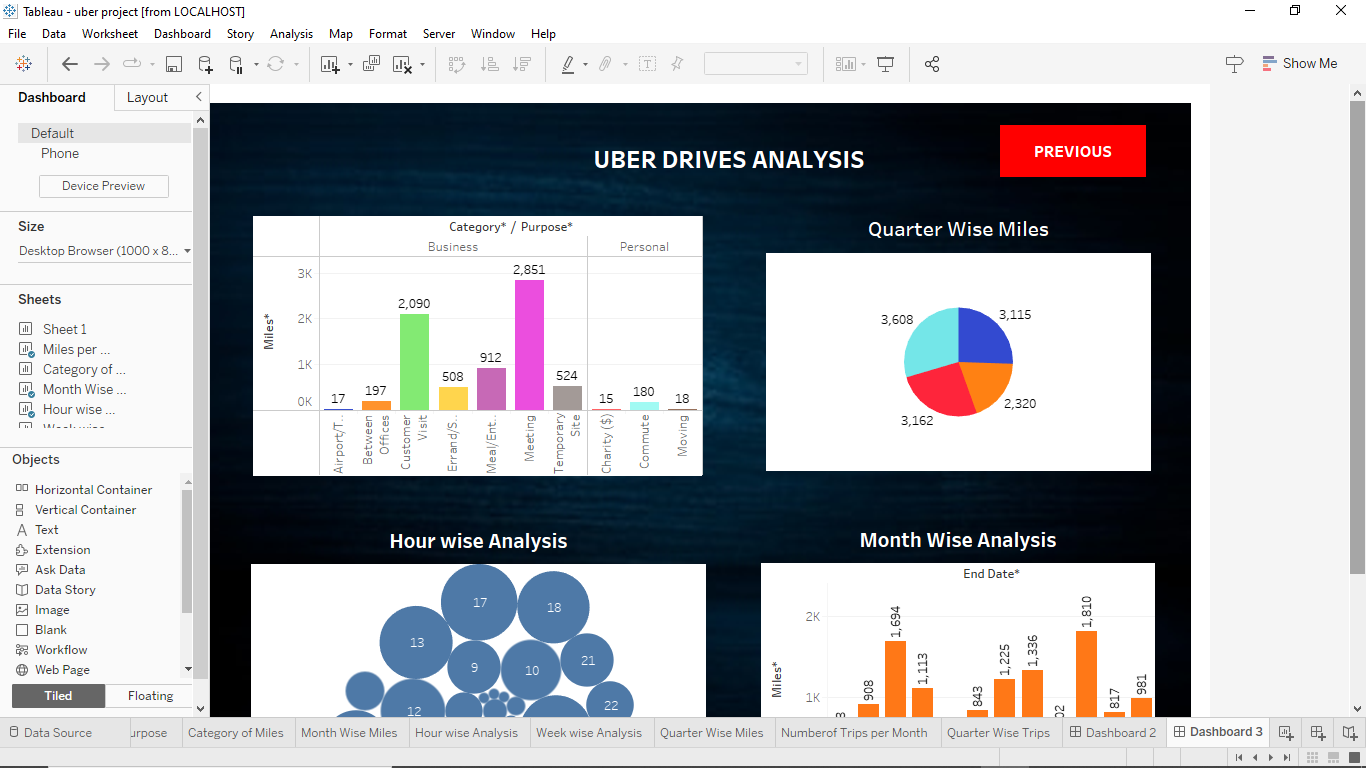 Tableau - uber project [from LOCALHOST]
File Data Worksheet Dashboard Story Analysis Map Format Server Window Help
Show Me
Dashboard Layout
Default
Phone
Device Preview
Size
Desktop Browser (1000 x 8...
Sheets
Sheet 1
Miles per ...
Category of ...
Month Wise ...
Hour wise ...
Objects
Horizontal Container
Vertical Container
Text
Extension
Ask Data
Data Story
Image
Blank
Workflow
Web Page
Tiled Floating
UBER DRIVES ANALYSIS
PREVIOUS
Category* / Purpose*
Business Personal
Miles*
3K
2K
1K
0K
17 197 2,090 508 912 2,851 524 15 180 18
Airport/T..
Between Offices
Customer Visit
Errand/S..
Meal/Ent..
Meeting
Temporary Site
Charity ($)
Commute
Moving
Quarter Wise Miles
3,608 3,115
3,162 2,320
Hour wise Analysis
17 18
13 9 10 21
12 22
Month Wise Analysis
End Date*
Miles*
2K
1K
908 1,694 1,113 843 1,225 1,336 1,810 817 981
Data Source urpose Category of Miles Month Wise Miles Hour wise Analysis Week wise Analysis Quarter Wise Miles Numberof Trips per Month Quarter Wise Trips Dashboard 2 Dashboard 3